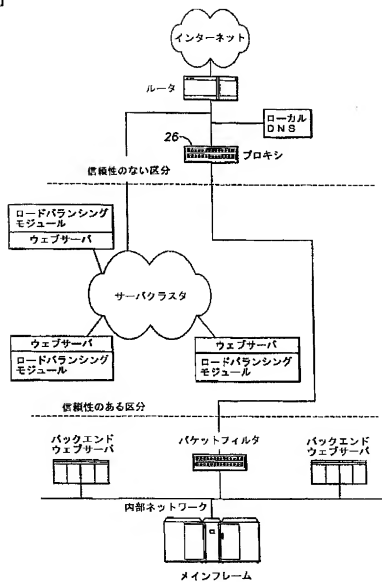 】
インターネット
ルータ
ローカル
DNS
26
プロキシ
信頼性のない区分
ロードバランシング
モジュール
ウェブサーバ
サーバクラスタ
ウェブサーバ
ロードバランシング
モジュール
ウェブサーバ
ロードバランシング
モジュール
信頼性のある区分
バックエンド
ウェブサーバ
パケットフィルタ
バックエンド
ウェブサーバ
内部ネットワーク
メインフレーム